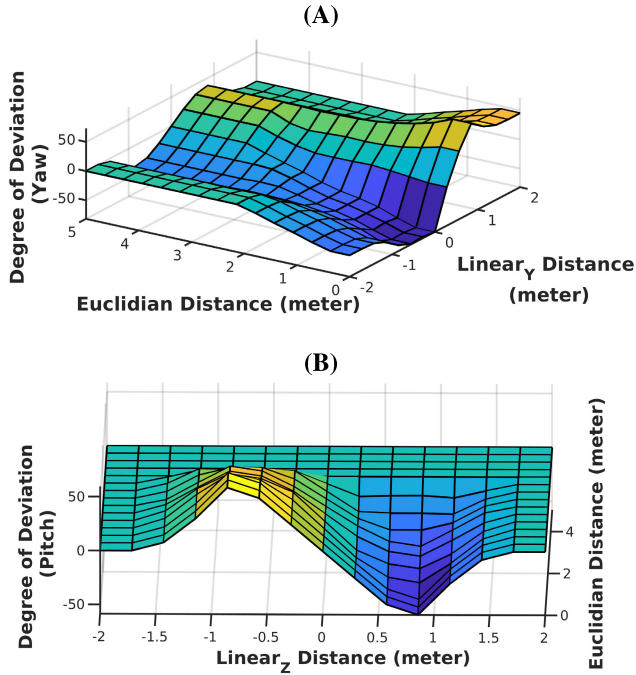 (A)
Degree of Deviation
(Yaw)
50
0
-50
5
4
3
2
1
0
-2
-1
0
1
2
Euclidian Distance (meter)
Linear_Y Distance
(meter)
(B)
Degree of Deviation
(Pitch)
50
0
-50
-2
-1.5
-1
-0.5
0
0.5
1
1.5
2
0
2
4
Linear_Z Distance (meter)
Euclidian Distance (meter)